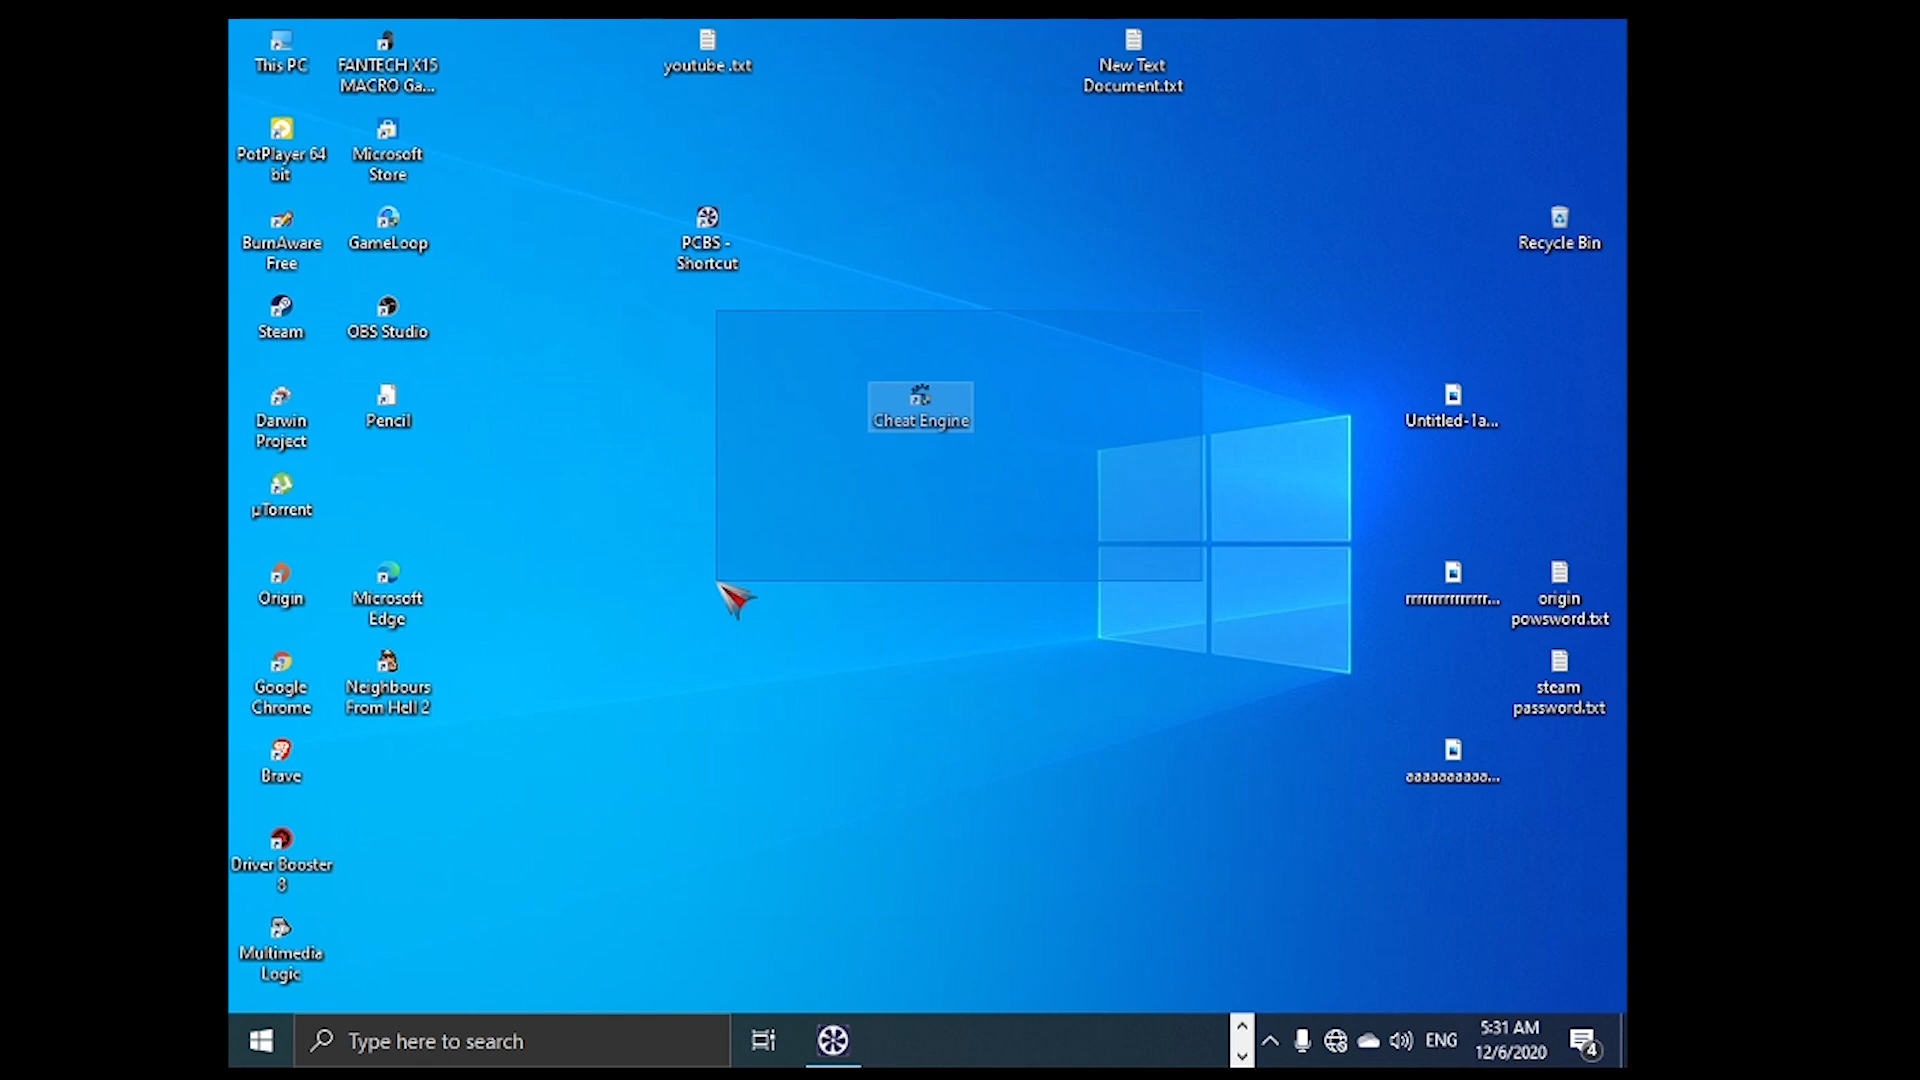 This PC
FANTECH X15
MACRO Ga...
youtube .txt
New Text
Document.txt
PotPlayer 64
bit
Microsoft
Store
BurnAware
Free
GameLoop
PCBS -
Shortcut
Recycle Bin
Steam
OBS Studio
Darwin
Project
Pencil
Cheat Engine
Untitled-1a...
µTorrent
Origin
Microsoft
Edge
rrrrrrrrrrrrrr...
origin
powsword.txt
Google
Chrome
Neighbours
From Hell 2
steam
password.txt
Brave
aaaaaaaaaa...
Driver Booster
8
Multimedia
Logic
Type here to search
ENG
5:31 AM
12/6/2020
4